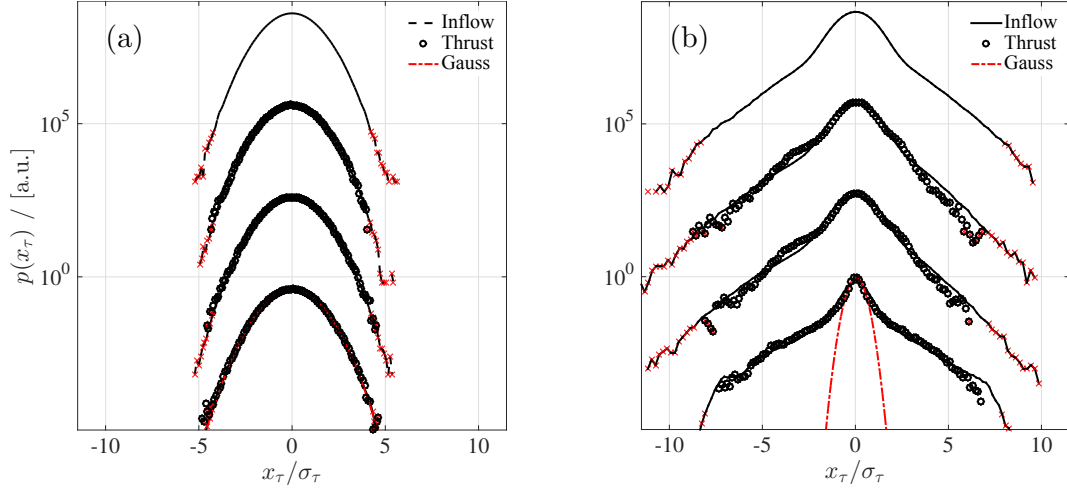 (a)
Inflow
Thrust
Gauss
10^5
10^0
p(x_τ) / [a.u.]
-10 -5 0 5 10
x_τ/σ_τ
(b)
Inflow
Thrust
Gauss
10^5
10^0
-10 -5 0 5 10
x_τ/σ_τ